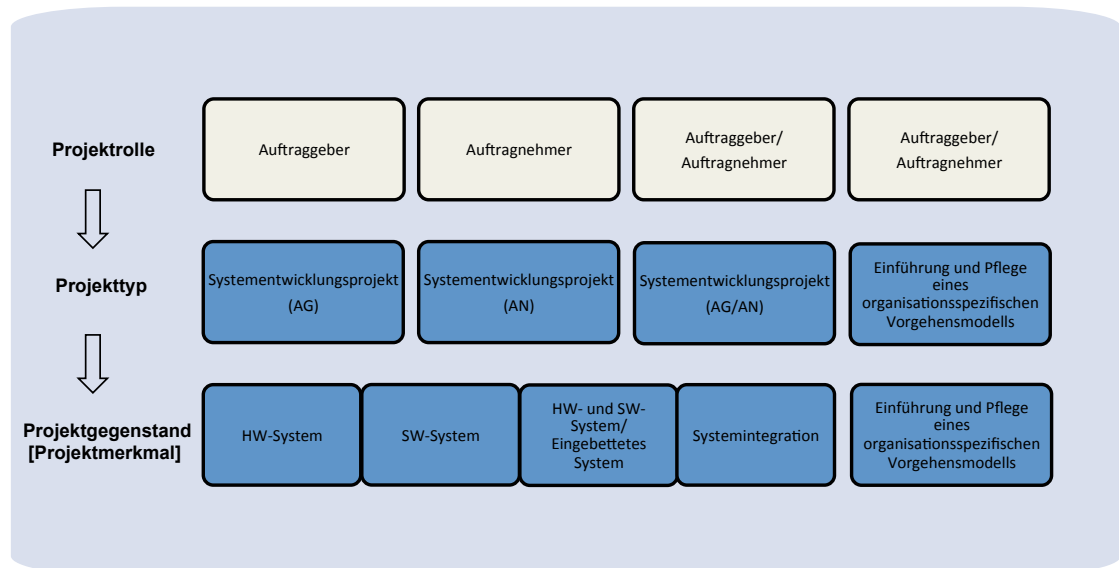 Projektrolle
Auftraggeber
Auftragnehmer
Auftraggeber/
Auftragnehmer
Auftraggeber/
Auftragnehmer
Projekttyp
Systementwicklungsprojekt
(AG)
Systementwicklungsprojekt
(AN)
Systementwicklungsprojekt
(AG/AN)
Einführung und Pflege
eines
organisationsspezifischen
Vorgehensmodells
Projektgegenstand
[Projektmerkmal]
HW-System
SW-System
HW- und SW-
System/
Eingebettetes
System
Systemintegration
Einführung und Pflege
eines
organisationsspezifischen
Vorgehensmodells